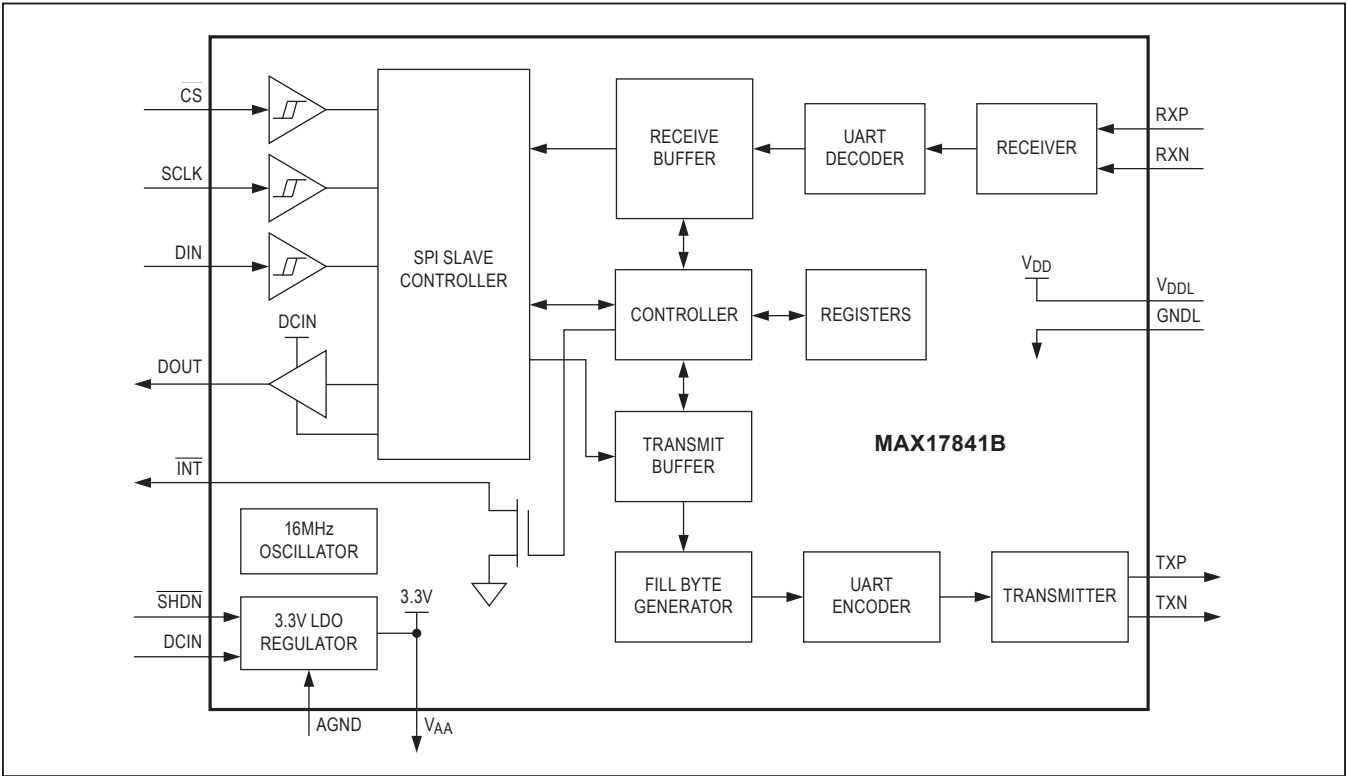 CS
SCLK
DIN
DCIN
DOUT
INT
SPI SLAVE
CONTROLLER
RECEIVE
BUFFER
UART
DECODER
RECEIVER
RXP
RXN
CONTROLLER
REGISTERS
VDD
VDDL
GNDL
TRANSMIT
BUFFER
MAX17841B
16MHz
OSCILLATOR
SHDN
DCIN
3.3V LDO
REGULATOR
3.3V
AGND
VAA
FILL BYTE
GENERATOR
UART
ENCODER
TRANSMITTER
TXP
TXN